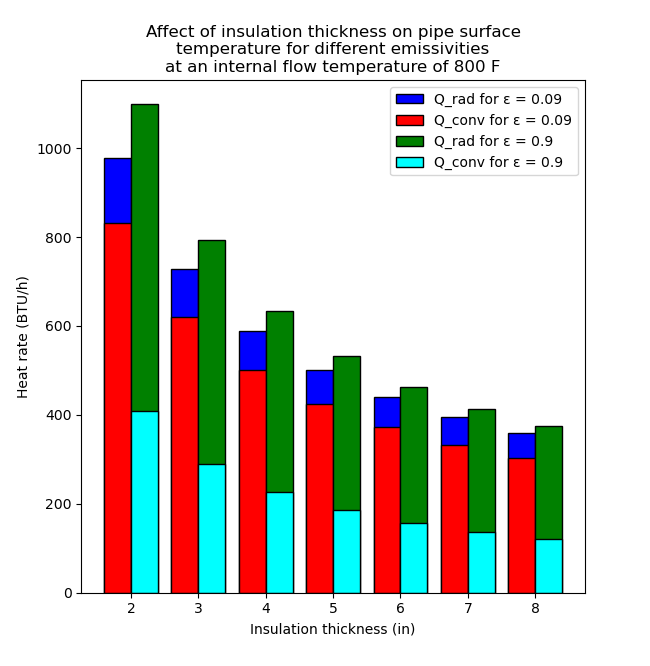 Affect of insulation thickness on pipe surface
temperature for different emissivities
at an internal flow temperature of 800 F
Q_rad for ε = 0.09
Q_conv for ε = 0.09
Q_rad for ε = 0.9
Q_conv for ε = 0.9
Heat rate (BTU/h)
1000
800
600
400
200
0
2 3 4 5 6 7 8
Insulation thickness (in)